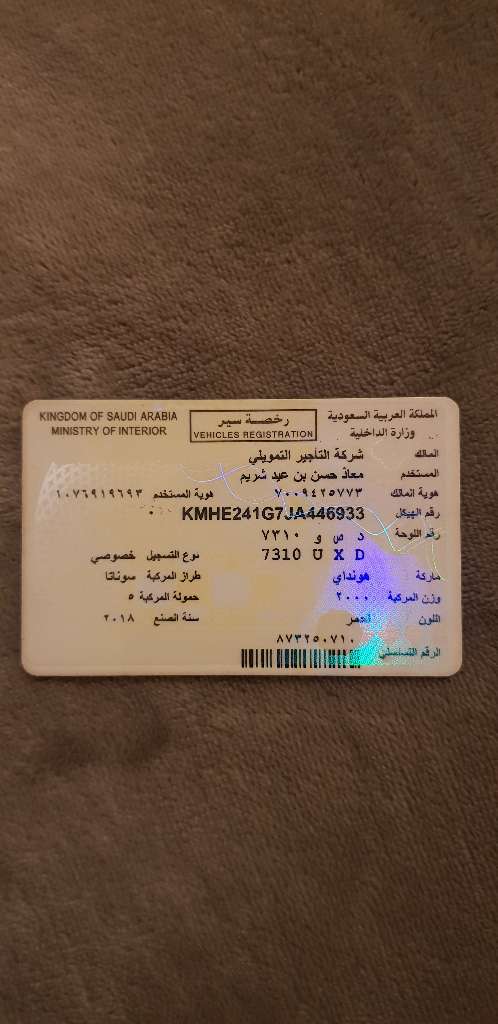 المملكة العربية السعودية
وزارة الداخلية
رخصة سير
VEHICLES REGISTRATION
KINGDOM OF SAUDI ARABIA
MINISTRY OF INTERIOR
المالك شركة التأجير التمويلي
المستخدم معاذ حسن بن عيد شريم
هوية المالك ٧٠٠٩٤٢٥٧٧٣ هوية المستخدم ١٠٧٦٩١٩٦٩٣
رقم الهيكل KMHE241G7JA446933
رقم اللوحة د ص و ٧٣١٠
7310 U X D نوع التسجيل خصوصي
ماركة هونداي طراز المركبة سوناتا
وزن المركبة ٢٠٠٠ حمولة المركبة ٥
اللون احمر سنة الصنع ٢٠١٨
الرقم التسلسلي ٨٧٣٢٥٠٧١٠